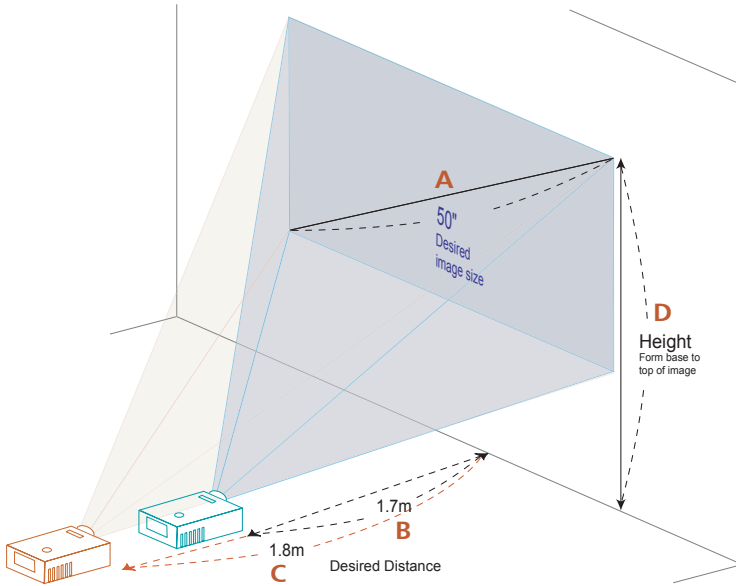 A
50"
Desired
image size
D
Height
Form base to
top of image
1.7m
B
1.8m
C
Desired Distance